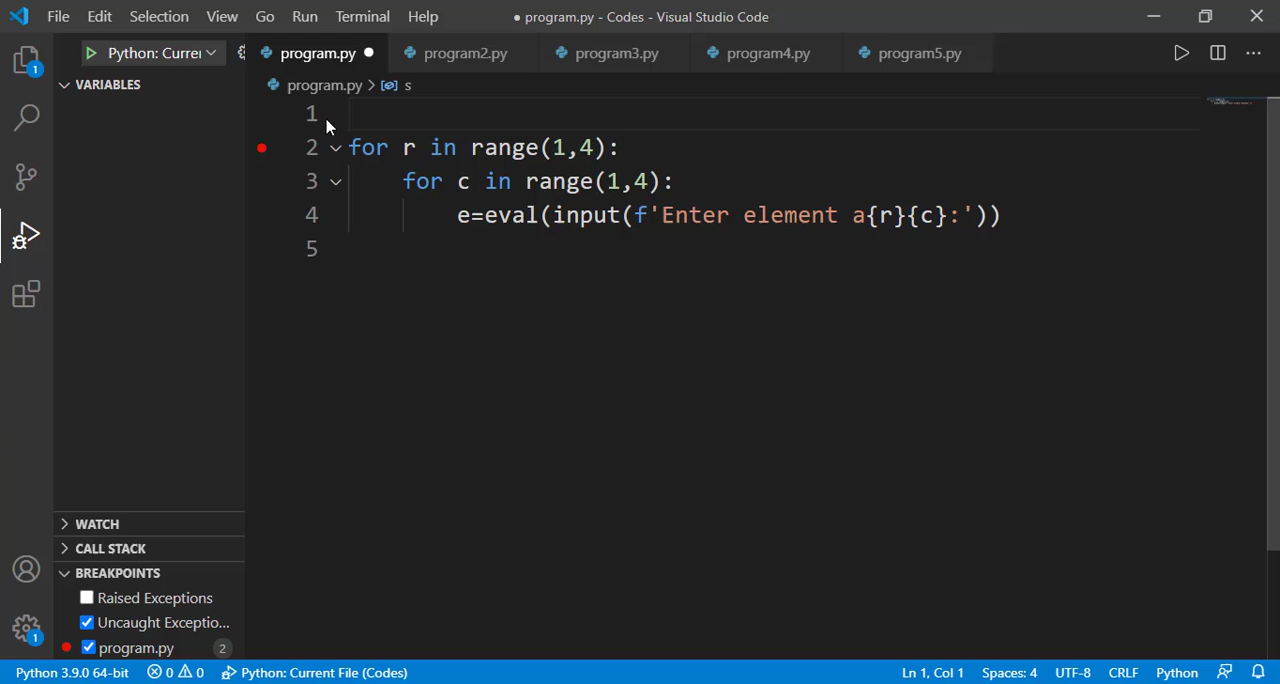 File Edit Selection View Go Run Terminal Help ● program.py - Codes - Visual Studio Code
Python: Currer program.py program2.py program3.py program4.py program5.py
VARIABLES
program.py > s
1
2 for r in range(1,4):
3 for c in range(1,4):
4 e=eval(input(f'Enter element a{r}{c}:'))
5
WATCH
CALL STACK
BREAKPOINTS
Raised Exceptions
Uncaught Exceptio...
program.py 2
1
1
Python 3.9.0 64-bit 0 0 Python: Current File (Codes) Ln 1, Col 1 Spaces: 4 UTF-8 CRLF Python